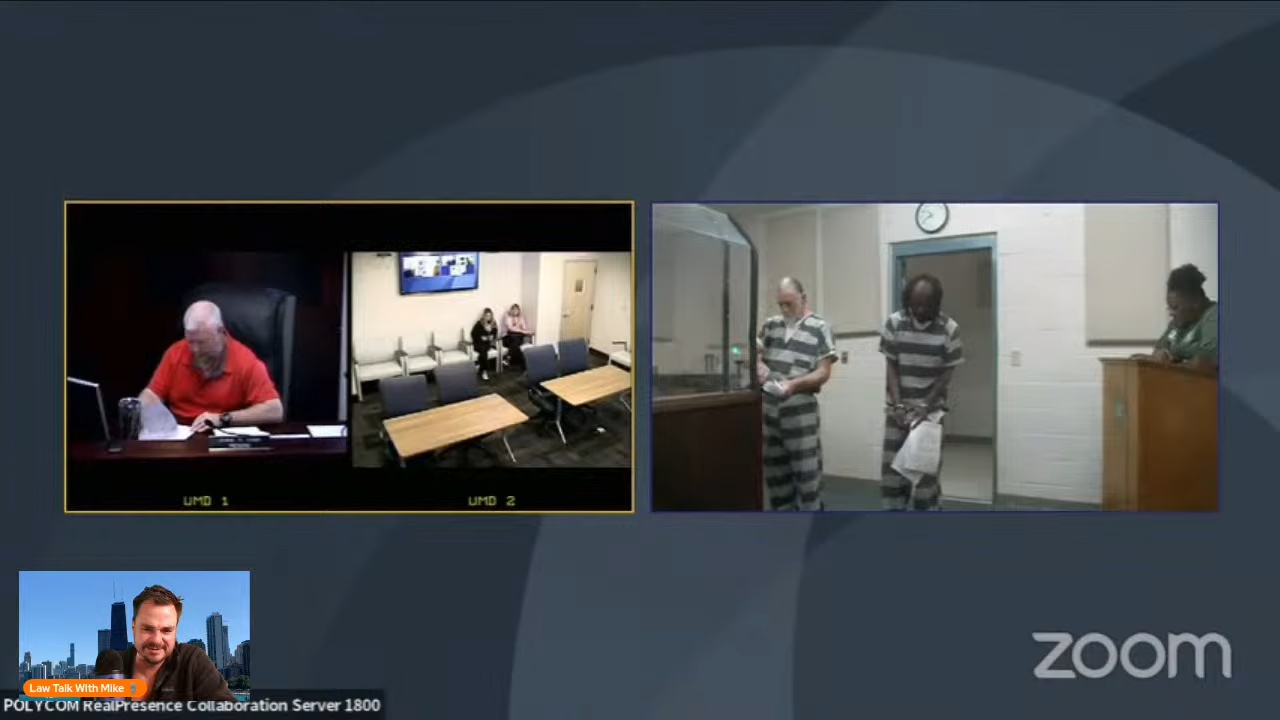 UMD 1
UMD 2
zoom
Law Talk With Mike
POLYCOM RealPresence Collaboration Server 1800